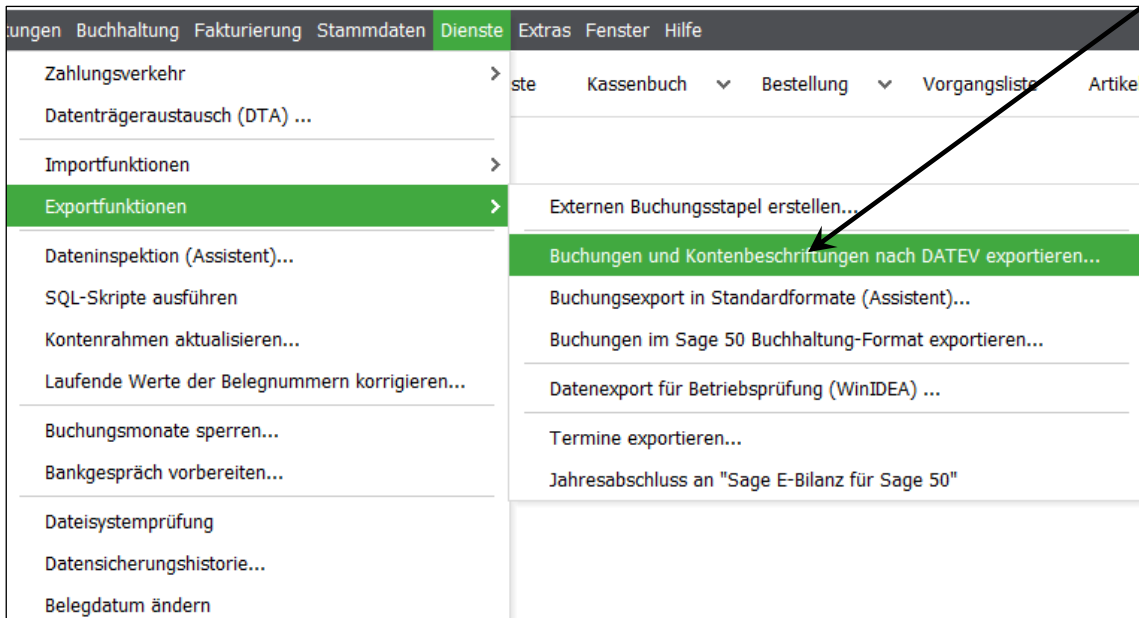 tungen Buchhaltung Fakturierung Stammdaten Dienste Extras Fenster Hilfe
ste Kassenbuch Bestellung Vorgangsliste Artike
Zahlungsverkehr
Datenträgeraustausch (DTA) ...
Importfunktionen
Exportfunktionen
Dateninspektion (Assistent)...
SQL-Skripte ausführen
Kontenrahmen aktualisieren...
Laufende Werte der Belegnummern korrigieren...
Buchungsmonate sperren...
Bankgespräch vorbereiten...
Dateisystemprüfung
Datensicherungshistorie...
Belegdatum ändern
Externen Buchungsstapel erstellen...
Buchungen und Kontenbeschriftungen nach DATEV exportieren...
Buchungsexport in Standardformate (Assistent)...
Buchungen im Sage 50 Buchhaltung-Format exportieren...
Datenexport für Betriebsprüfung (WinIDEA) ...
Termine exportieren...
Jahresabschluss an "Sage E-Bilanz für Sage 50"